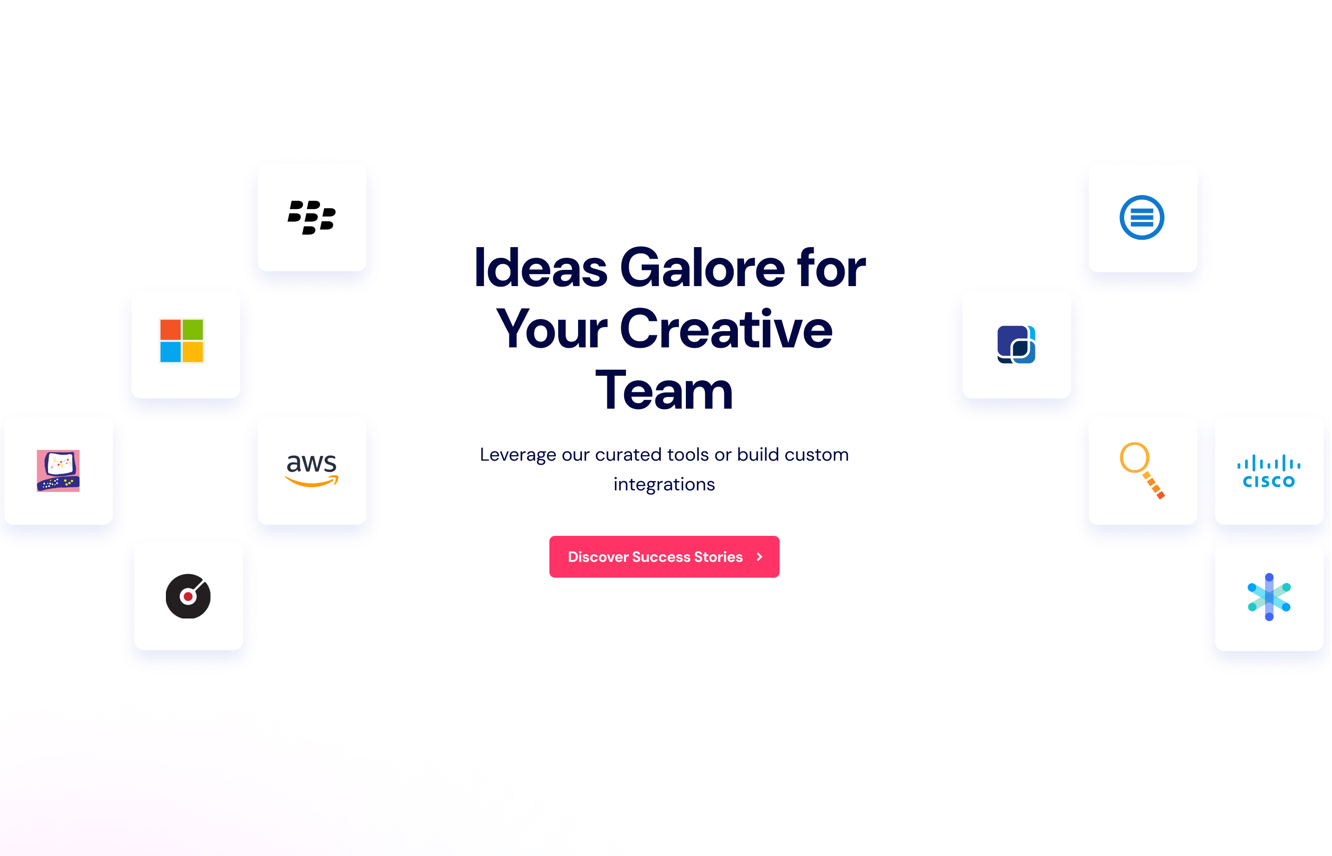 Ideas Galore for
Your Creative
Team
Leverage our curated tools or build custom
integrations
Discover Success Stories
aws
CISCO